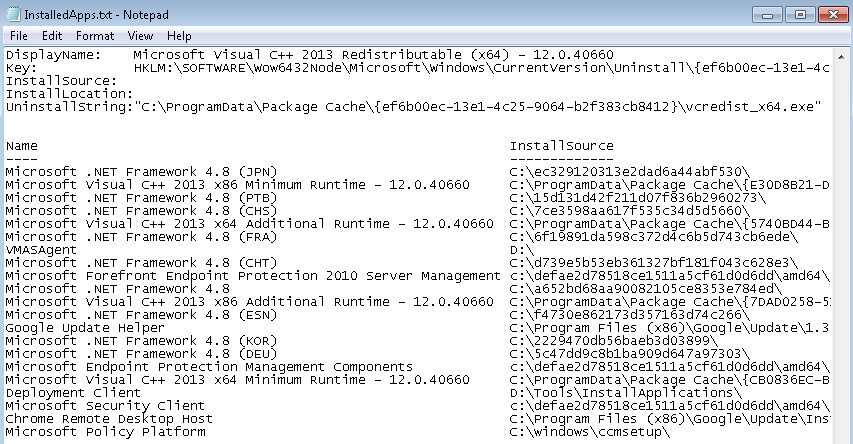 InstalledApps.txt - Notepad
File Edit Format View Help
DisplayName: Microsoft Visual C++ 2013 Redistributable (x64) - 12.0.40660
Key: HKLM:\SOFTWARE\Wow6432Node\Microsoft\Windows\CurrentVersion\Uninstall\{ef6b00ec-13e1-4c
InstallSource:
InstallLocation:
UninstallString:"C:\ProgramData\Package Cache\{ef6b00ec-13e1-4c25-9064-b2f383cb8412}\vcredist_x64.exe"
Name InstallSource
---- -------------
Microsoft .NET Framework 4.8 (JPN) C:\ec329120313e2dad6a44abf530\
Microsoft Visual C++ 2013 x86 Minimum Runtime - 12.0.40660 C:\ProgramData\Package Cache\{E30D8B21-D
Microsoft .NET Framework 4.8 (PTB) C:\15d131d42f211d07f836b2960273\
Microsoft .NET Framework 4.8 (CHS) C:\7ce3598aa617f535c34d5d5660\
Microsoft Visual C++ 2013 x64 Additional Runtime - 12.0.40660 C:\ProgramData\Package Cache\{5740BD44-B
Microsoft .NET Framework 4.8 (FRA) C:\6f19891da598c372d4c6b5d743cb6ede\
VMASAgent D:\
Microsoft .NET Framework 4.8 (CHT) C:\d739e5b53eb361327bf181f043c628e3\
Microsoft Forefront Endpoint Protection 2010 Server Management C:\defae2d78518ce1511a5cf61d0d6dd\amd64\
Microsoft .NET Framework 4.8 C:\a652bd68aa90082105ce8353e784ed\
Microsoft Visual C++ 2013 x86 Additional Runtime - 12.0.40660 C:\ProgramData\Package Cache\{7DAD0258-5
Microsoft .NET Framework 4.8 (ESN) C:\f4730e862173d357163d74c266\
Google Update Helper C:\Program Files (x86)\Google\Update\1.3
Microsoft .NET Framework 4.8 (KOR) C:\2229470db56baeb3d03899\
Microsoft .NET Framework 4.8 (DEU) C:\5c47dd9c8b1ba909d647a97303\
Microsoft Endpoint Protection Management Components C:\defae2d78518ce1511a5cf61d0d6dd\amd64\
Microsoft Visual C++ 2013 x64 Minimum Runtime - 12.0.40660 C:\ProgramData\Package Cache\{CB0836EC-B
Deployment Client D:\Tools\InstallApplications\
Microsoft Security Client C:\defae2d78518ce1511a5cf61d0d6dd\amd64\
Chrome Remote Desktop Host C:\Program Files (x86)\Google\Update\Ins
Microsoft Policy Platform C:\windows\ccmsetup\